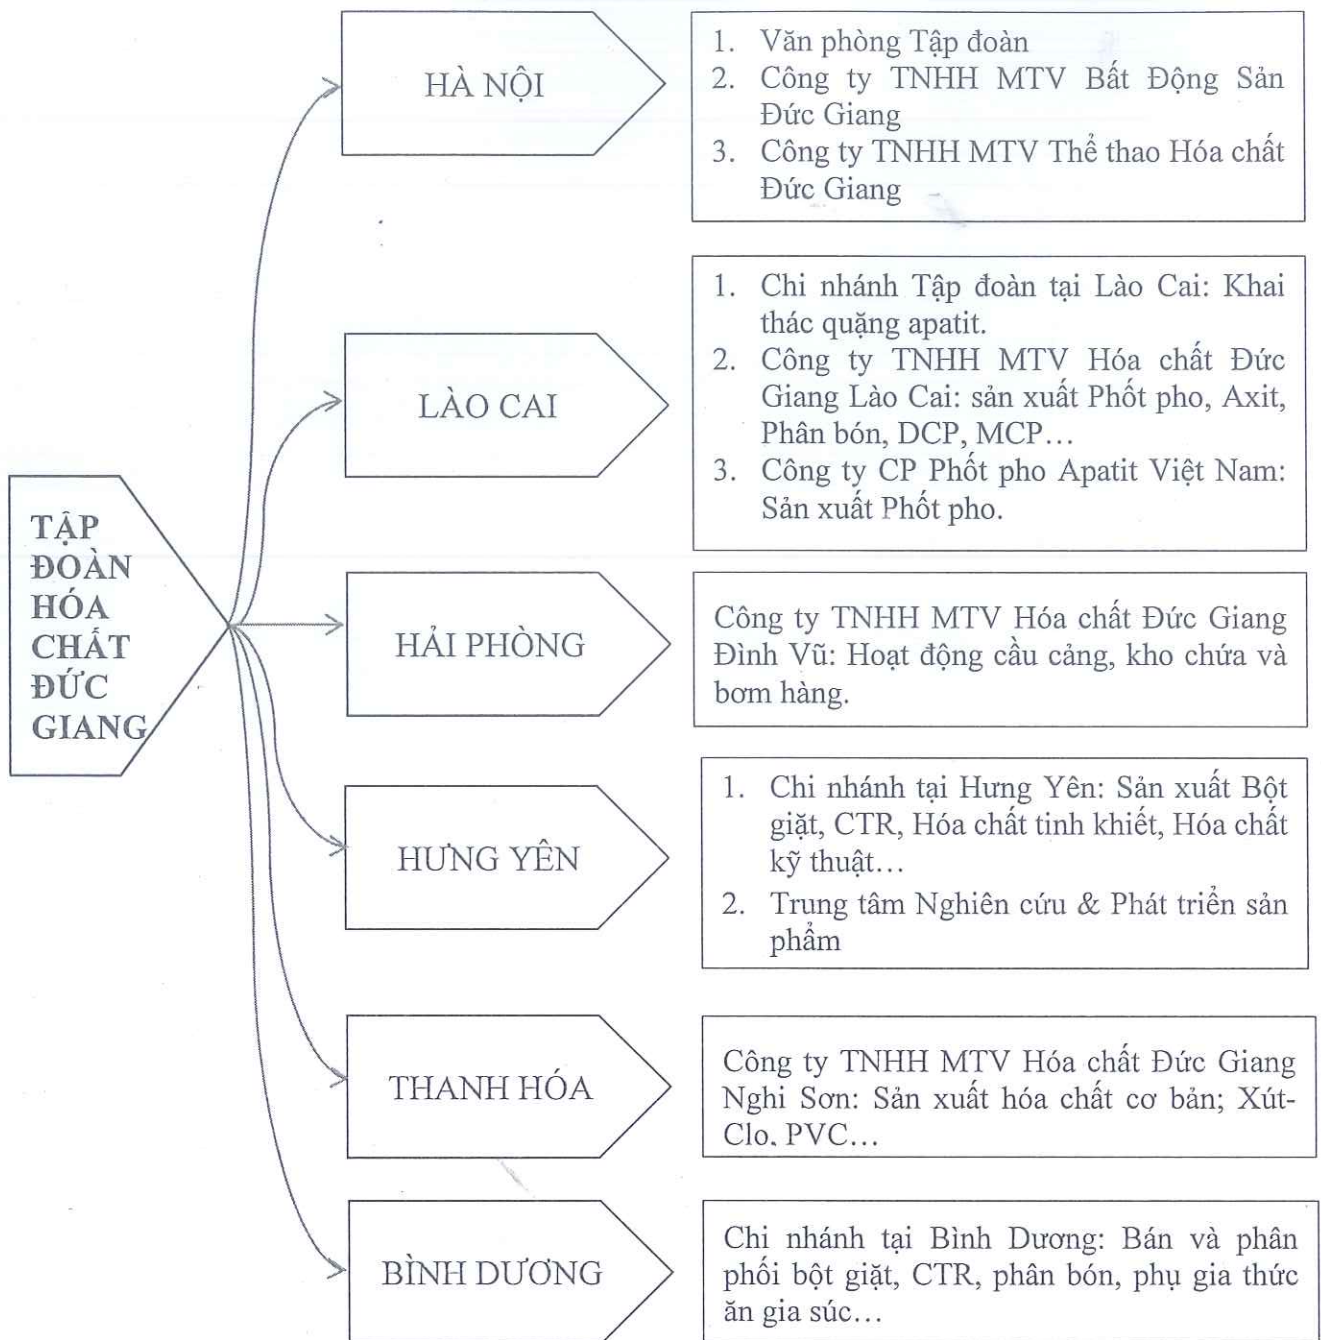 TẬP
ĐOÀN
HÓA
CHẤT
ĐỨC
GIANG
HÀ NỘI
1. Văn phòng Tập đoàn
2. Công ty TNHH MTV Bất Động Sản
Đức Giang
3. Công ty TNHH MTV Thể thao Hóa chất
Đức Giang
LÀO CAI
1. Chi nhánh Tập đoàn tại Lào Cai: Khai
thác quặng apatit.
2. Công ty TNHH MTV Hóa chất Đức
Giang Lào Cai: sản xuất Phốt pho, Axit,
Phân bón, DCP, MCP…
3. Công ty CP Phốt pho Apatit Việt Nam:
Sản xuất Phốt pho.
HẢI PHÒNG
Công ty TNHH MTV Hóa chất Đức Giang
Đình Vũ: Hoạt động cầu cảng, kho chứa và
bơm hàng.
HƯNG YÊN
1. Chi nhánh tại Hưng Yên: Sản xuất Bột
giặt, CTR, Hóa chất tinh khiết, Hóa chất
kỹ thuật…
2. Trung tâm Nghiên cứu & Phát triển sản
phẩm
THANH HÓA
Công ty TNHH MTV Hóa chất Đức Giang
Nghi Sơn: Sản xuất hóa chất cơ bản; Xút-
Clo, PVC…
BÌNH DƯƠNG
Chi nhánh tại Bình Dương: Bán và phân
phối bột giặt, CTR, phân bón, phụ gia thức
ăn gia súc…